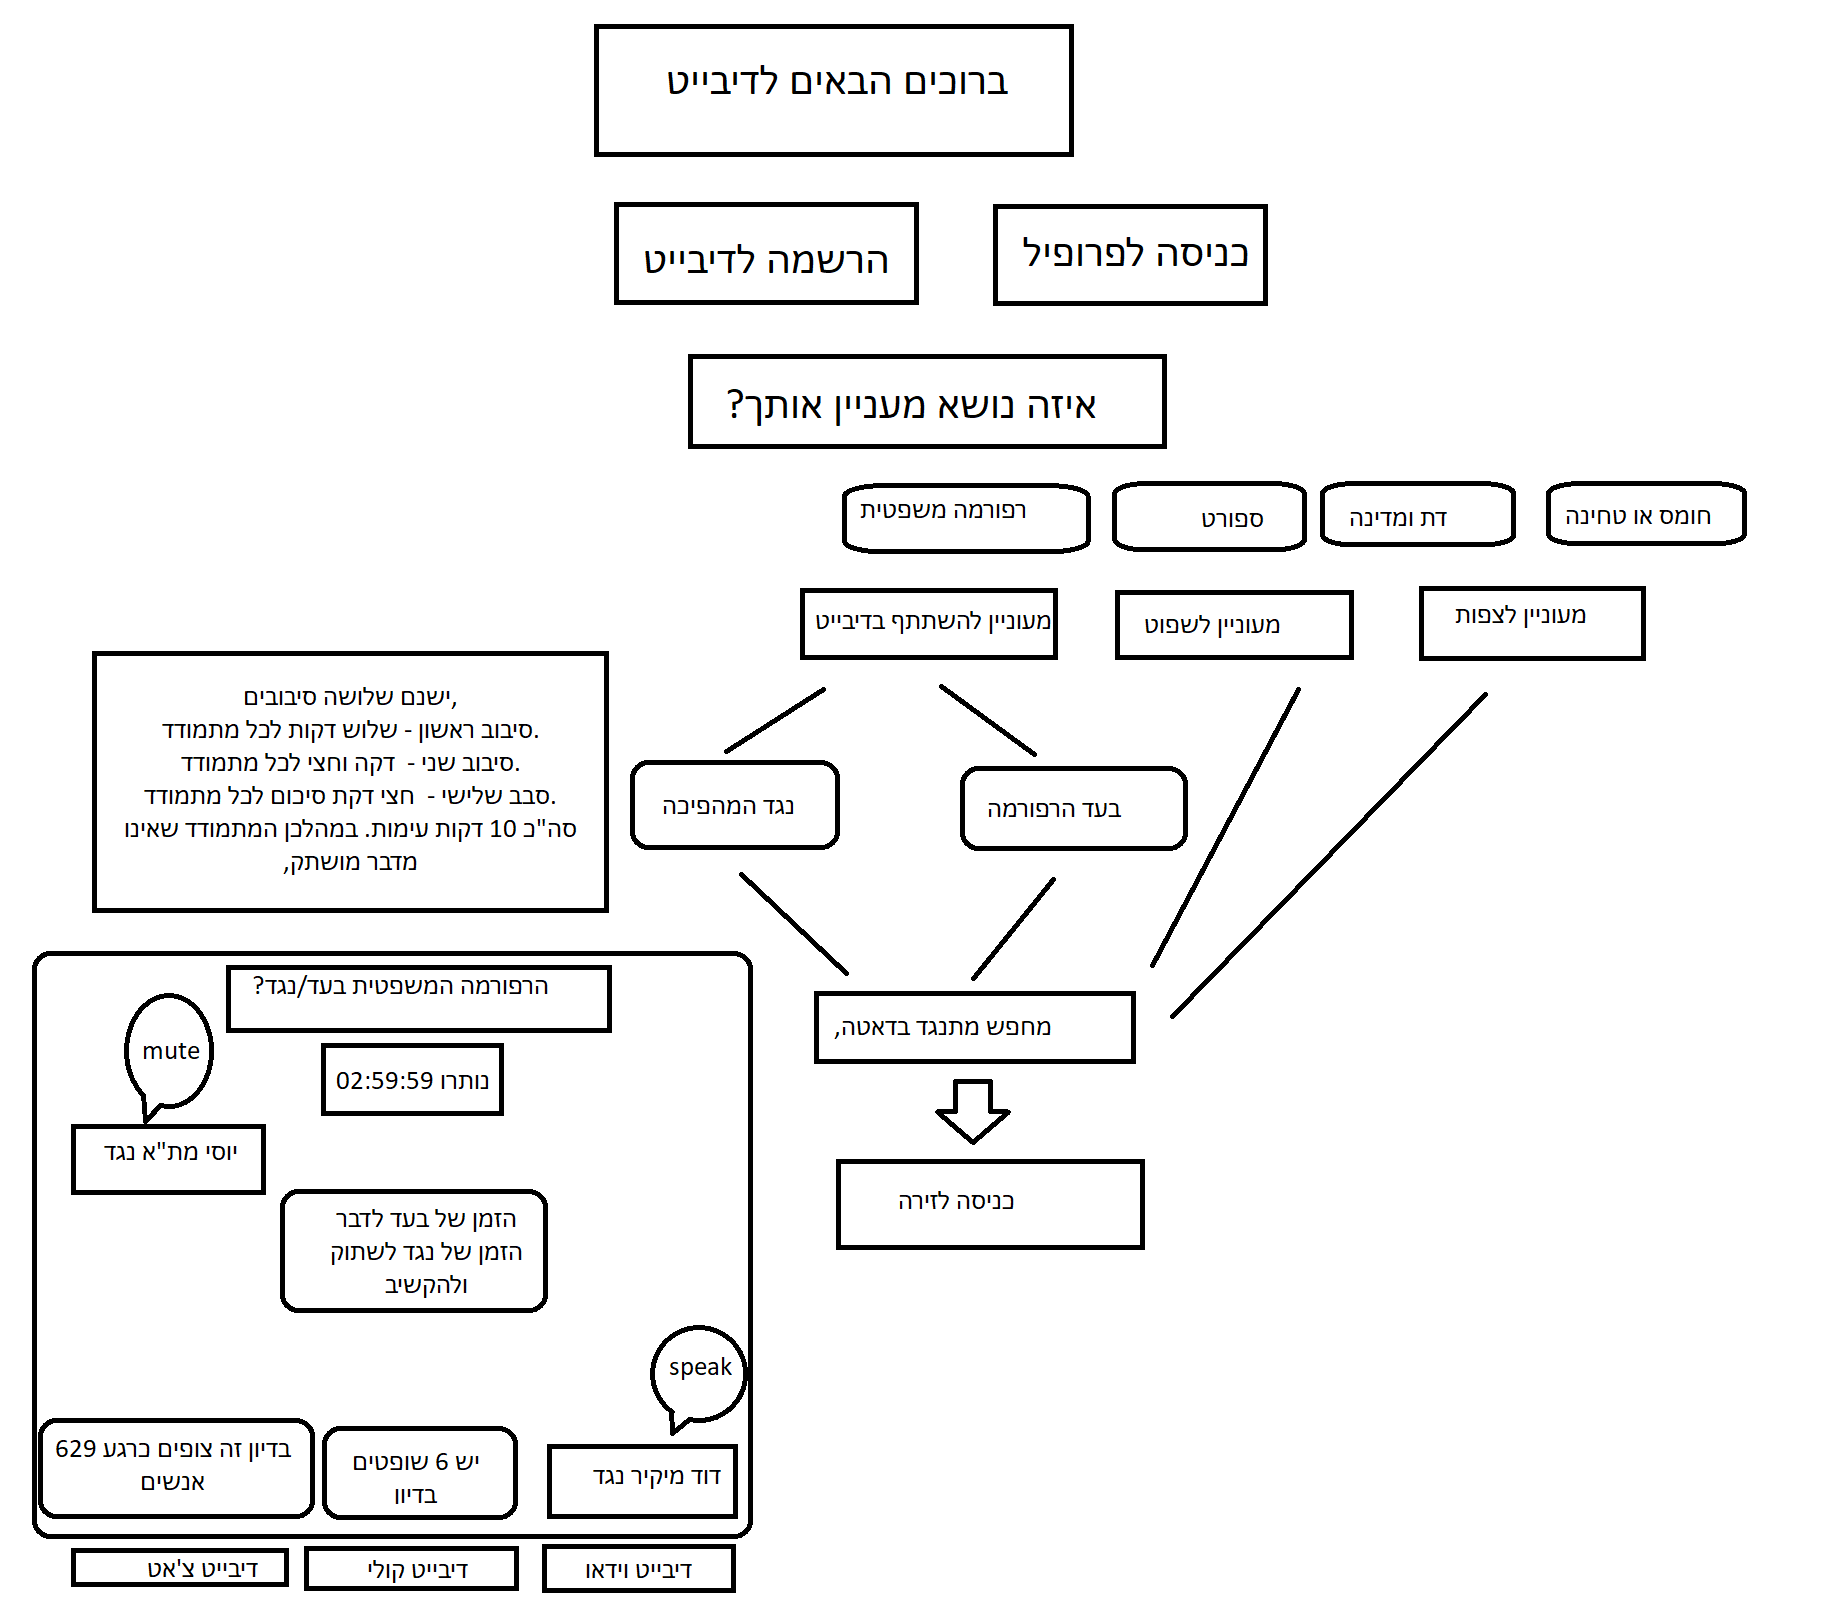 ברוכים הבאים לדיבייט
כניסה לפרופיל
הרשמה לדיבייט
איזה נושא מעניין אותך?
חומס או טחינה
דת ומדינה
ספורט
רפורמה משפטית
מעוניין לצפות
מעוניין לשפוט
מעוניין להשתתף בדיבייט
בעד הרפורמה
נגד המהפיכה
מחפש מתנגד בדאטה,
כניסה לזירה
,ישנם שלושה סיבובים
.סיבוב ראשון - שלוש דקות לכל מתמודד
.סיבוב שני - דקה וחצי לכל מתמודד
.סבב שלישי - חצי דקת סיכום לכל מתמודד
סה"כ 10 דקות עימות. במהלכן המתמודד שאינו
מדבר מושתק,
הרפורמה המשפטית בעד/נגד?
mute
נותרו 02:59:59
יוסי מת"א נגד
הזמן של בעד לדבר
הזמן של נגד לשתוק
ולהקשיב
speak
דוד מיקיר נגד
יש 6 שופטים
בדיוו
בדיון זה צופים כרגע 629
אנשים
דיבייט וידאו
דיבייט קולי
דיבייט צ'אט